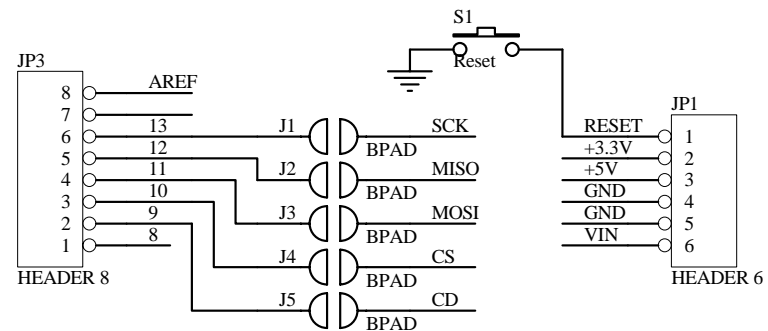 S1
Reset
JP3
8 AREF
7
6 13 J1 SCK
BPAD
5 12 J2 MISO
BPAD
4 11 J3 MOSI
BPAD
3 10 J4 CS
BPAD
2 9 J5 CD
BPAD
1 8
HEADER 8
JP1
RESET 1
+3.3V 2
+5V 3
GND 4
GND 5
VIN 6
HEADER 6